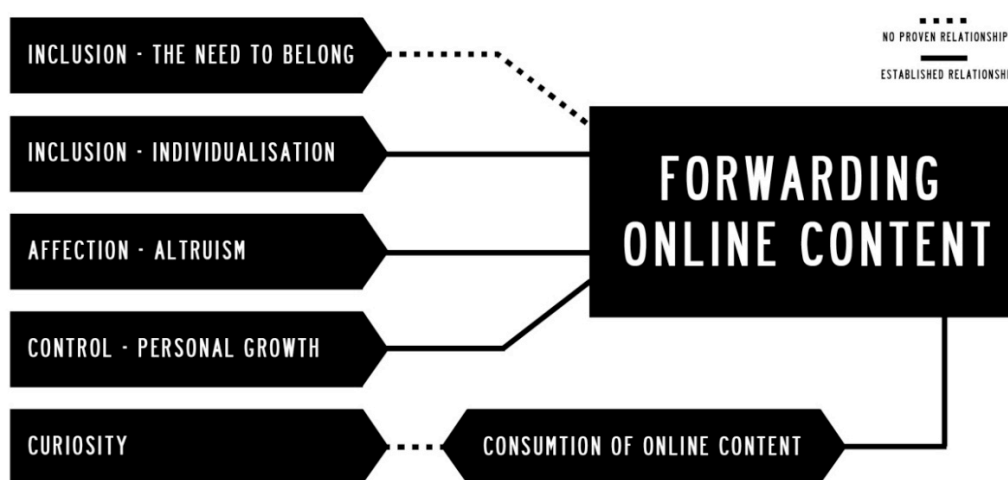 INCLUSION - THE NEED TO BELONG
NO PROVEN RELATIONSHIP
ESTABLISHED RELATIONSHI
INCLUSION - INDIVIDUALISATION
AFFECTION - ALTRUISM
CONTROL - PERSONAL GROWTH
CURIOSITY
CONSUMTION OF ONLINE CONTENT
FORWARDING
ONLINE CONTENT